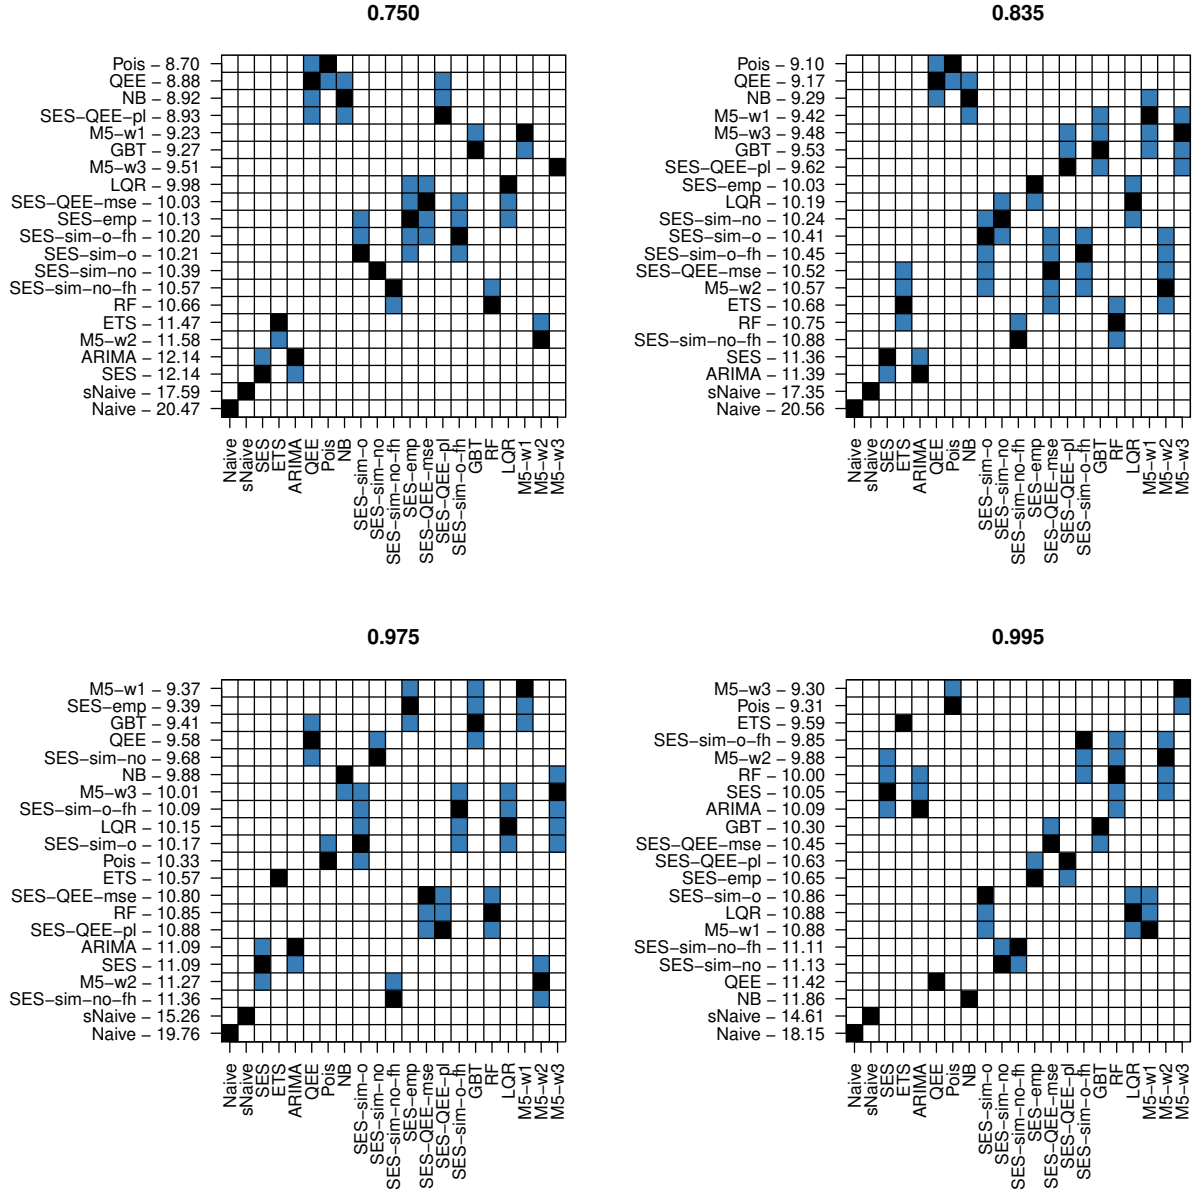 0.750
Pois − 8.70
QEE − 8.88
NB − 8.92
SES−QEE−pl − 8.93
M5−w1 − 9.23
GBT − 9.27
M5−w3 − 9.51
LQR − 9.98
SES−QEE−mse − 10.03
SES−emp − 10.13
SES−sim−o−fh − 10.20
SES−sim−o − 10.21
SES−sim−no − 10.39
SES−sim−no−fh − 10.57
RF − 10.66
ETS − 11.47
M5−w2 − 11.58
ARIMA − 12.14
SES − 12.14
sNaive − 17.59
Naive − 20.47
Naive
sNaive
SES
ETS
ARIMA
QEE
Pois
NB
SES−sim−o
SES−sim−no
SES−sim−no−fh
SES−emp
SES−QEE−mse
SES−QEE−pl
SES−sim−o−fh
GBT
RF
LQR
M5−w1
M5−w2
M5−w3
0.835
Pois − 9.10
QEE − 9.17
NB − 9.29
M5−w1 − 9.42
M5−w3 − 9.48
GBT − 9.53
SES−QEE−pl − 9.62
SES−emp − 10.03
LQR − 10.19
SES−sim−no − 10.24
SES−sim−o − 10.41
SES−sim−o−fh − 10.45
SES−QEE−mse − 10.52
M5−w2 − 10.57
ETS − 10.68
RF − 10.75
SES−sim−no−fh − 10.88
SES − 11.36
ARIMA − 11.39
sNaive − 17.35
Naive − 20.56
Naive
sNaive
SES
ETS
ARIMA
QEE
Pois
NB
SES−sim−o
SES−sim−no
SES−sim−no−fh
SES−emp
SES−QEE−mse
SES−QEE−pl
SES−sim−o−fh
GBT
RF
LQR
M5−w1
M5−w2
M5−w3
0.975
M5−w1 − 9.37
SES−emp − 9.39
GBT − 9.41
QEE − 9.58
SES−sim−no − 9.68
NB − 9.88
M5−w3 − 10.01
SES−sim−o−fh − 10.09
LQR − 10.15
SES−sim−o − 10.17
Pois − 10.33
ETS − 10.57
SES−QEE−mse − 10.80
RF − 10.85
SES−QEE−pl − 10.88
ARIMA − 11.09
SES − 11.09
M5−w2 − 11.27
SES−sim−no−fh − 11.36
sNaive − 15.26
Naive − 19.76
Naive
sNaive
SES
ETS
ARIMA
QEE
Pois
NB
SES−sim−o
SES−sim−no
SES−sim−no−fh
SES−emp
SES−QEE−mse
SES−QEE−pl
SES−sim−o−fh
GBT
RF
LQR
M5−w1
M5−w2
M5−w3
0.995
M5−w3 − 9.30
Pois − 9.31
ETS − 9.59
SES−sim−o−fh − 9.85
M5−w2 − 9.88
RF − 10.00
SES − 10.05
ARIMA − 10.09
GBT − 10.30
SES−QEE−mse − 10.45
SES−QEE−pl − 10.63
SES−emp − 10.65
SES−sim−o − 10.86
LQR − 10.88
M5−w1 − 10.88
SES−sim−no−fh − 11.11
SES−sim−no − 11.13
QEE − 11.42
NB − 11.86
sNaive − 14.61
Naive − 18.15
Naive
sNaive
SES
ETS
ARIMA
QEE
Pois
NB
SES−sim−o
SES−sim−no
SES−sim−no−fh
SES−emp
SES−QEE−mse
SES−QEE−pl
SES−sim−o−fh
GBT
RF
LQR
M5−w1
M5−w2
M5−w3